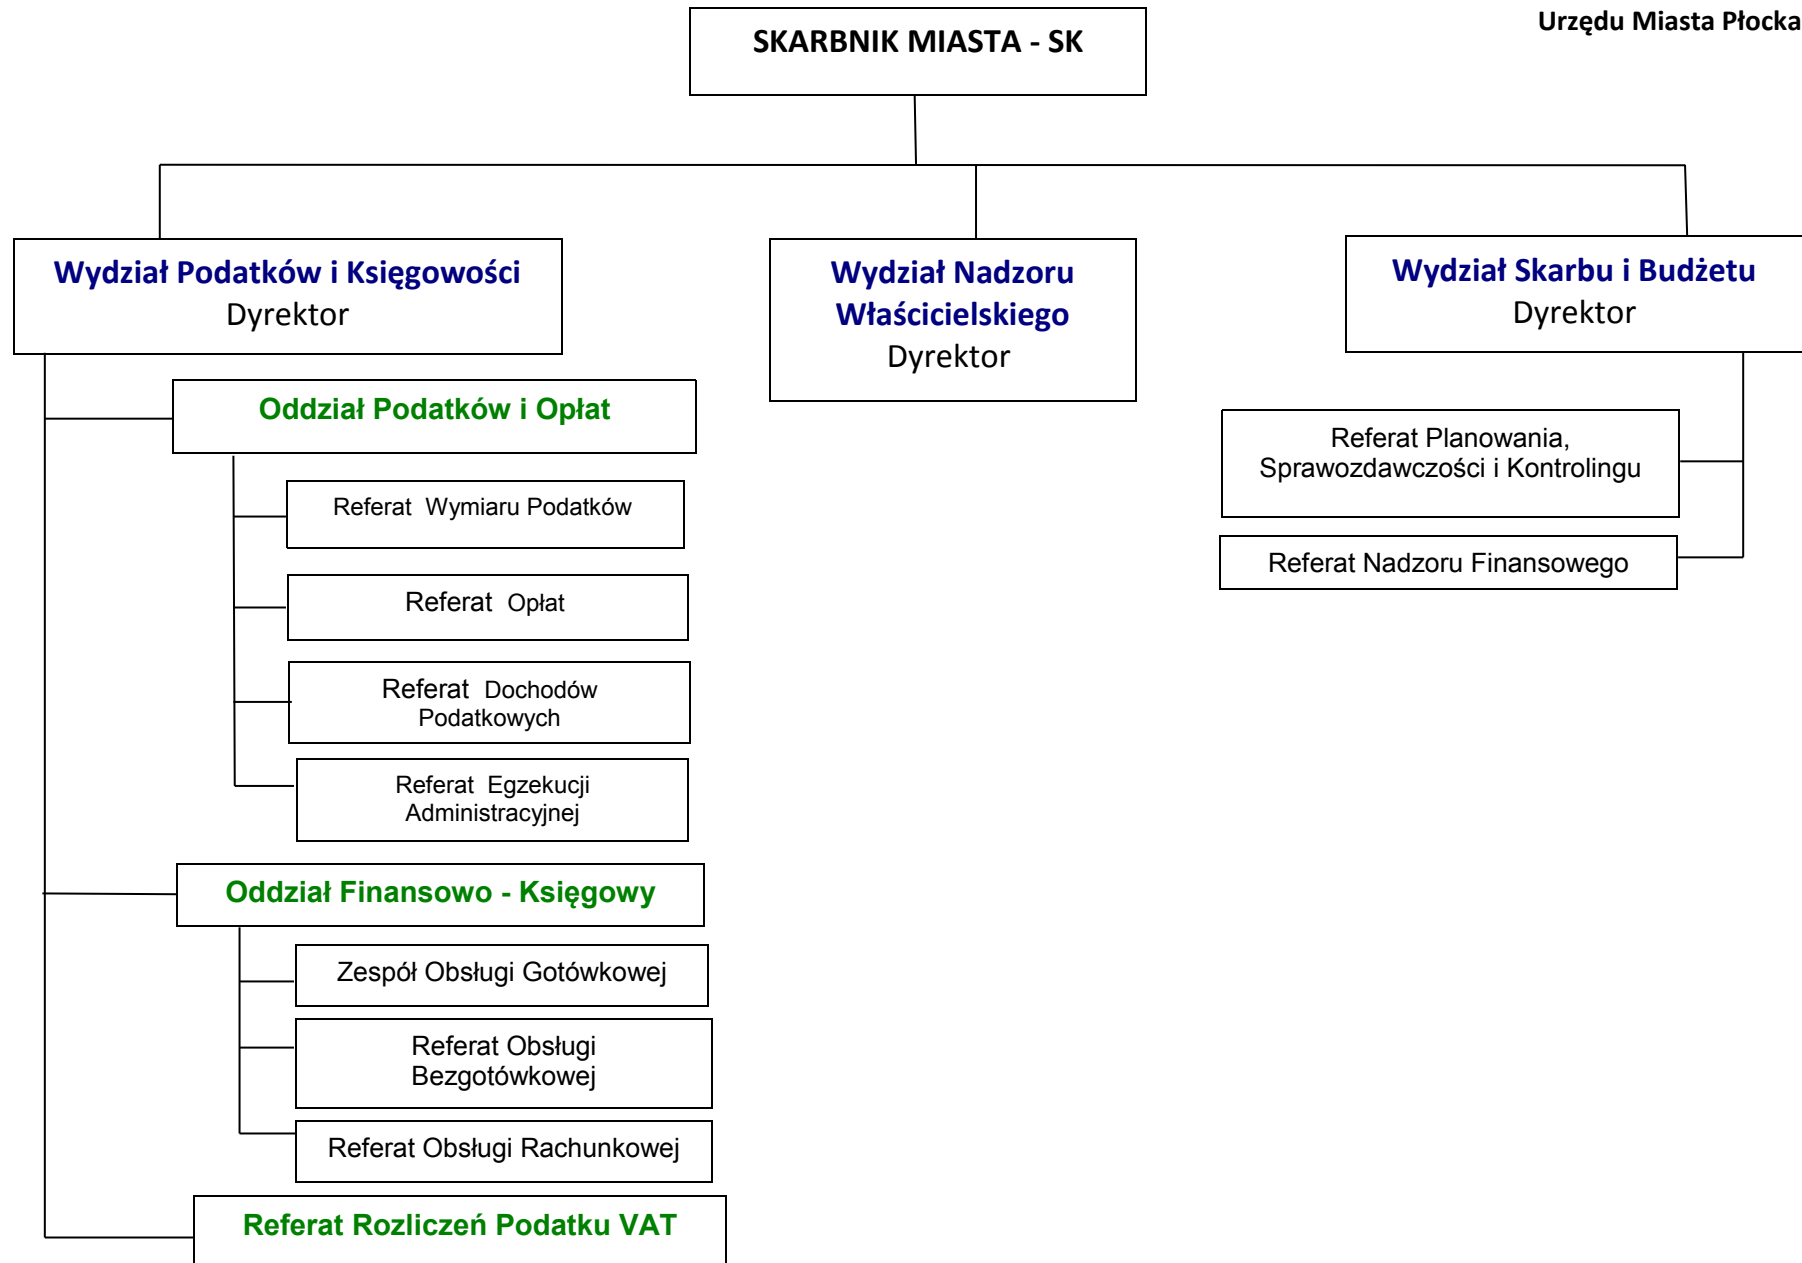 Urzędu Miasta Płocka
SKARBNIK MIASTA - SK
Wydział Podatków i Księgowości
Dyrektor
Wydział Nadzoru
Właścicielskiego
Dyrektor
Wydział Skarbu i Budżetu
Dyrektor
Oddział Podatków i Opłat
Referat Wymiaru Podatków
Referat Opłat
Referat Dochodów
Podatkowych
Referat Egzekucji
Administracyjnej
Oddział Finansowo - Księgowy
Zespół Obsługi Gotówkowej
Referat Obsługi
Bezgotówkowej
Referat Obsługi Rachunkowej
Referat Rozliczeń Podatku VAT
Referat Planowania,
Sprawozdawczości i Kontrolingu
Referat Nadzoru Finansowego